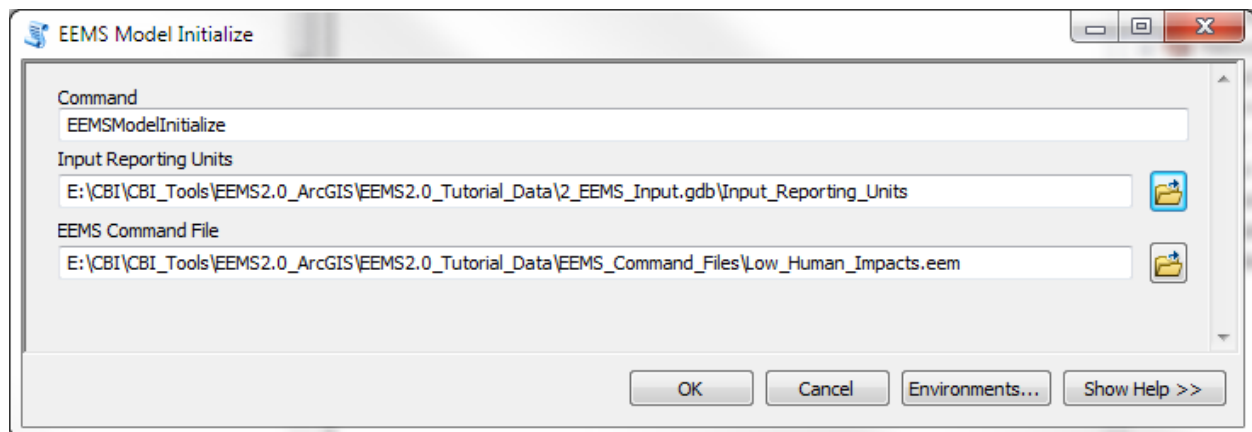 EEMS Model Initialize
Command
EEMSModelInitialize
Input Reporting Units
E:\CBI\CBI_Tools\EEMS2.0_ArcGIS\EEMS2.0_Tutorial_Data\2_EEMS_Input.gdb\Input_Reporting_Units
EEMS Command File
E:\CBI\CBI_Tools\EEMS2.0_ArcGIS\EEMS2.0_Tutorial_Data\EEMS_Command_Files\Low_Human_Impacts.eem
OK Cancel Environments... Show Help >>